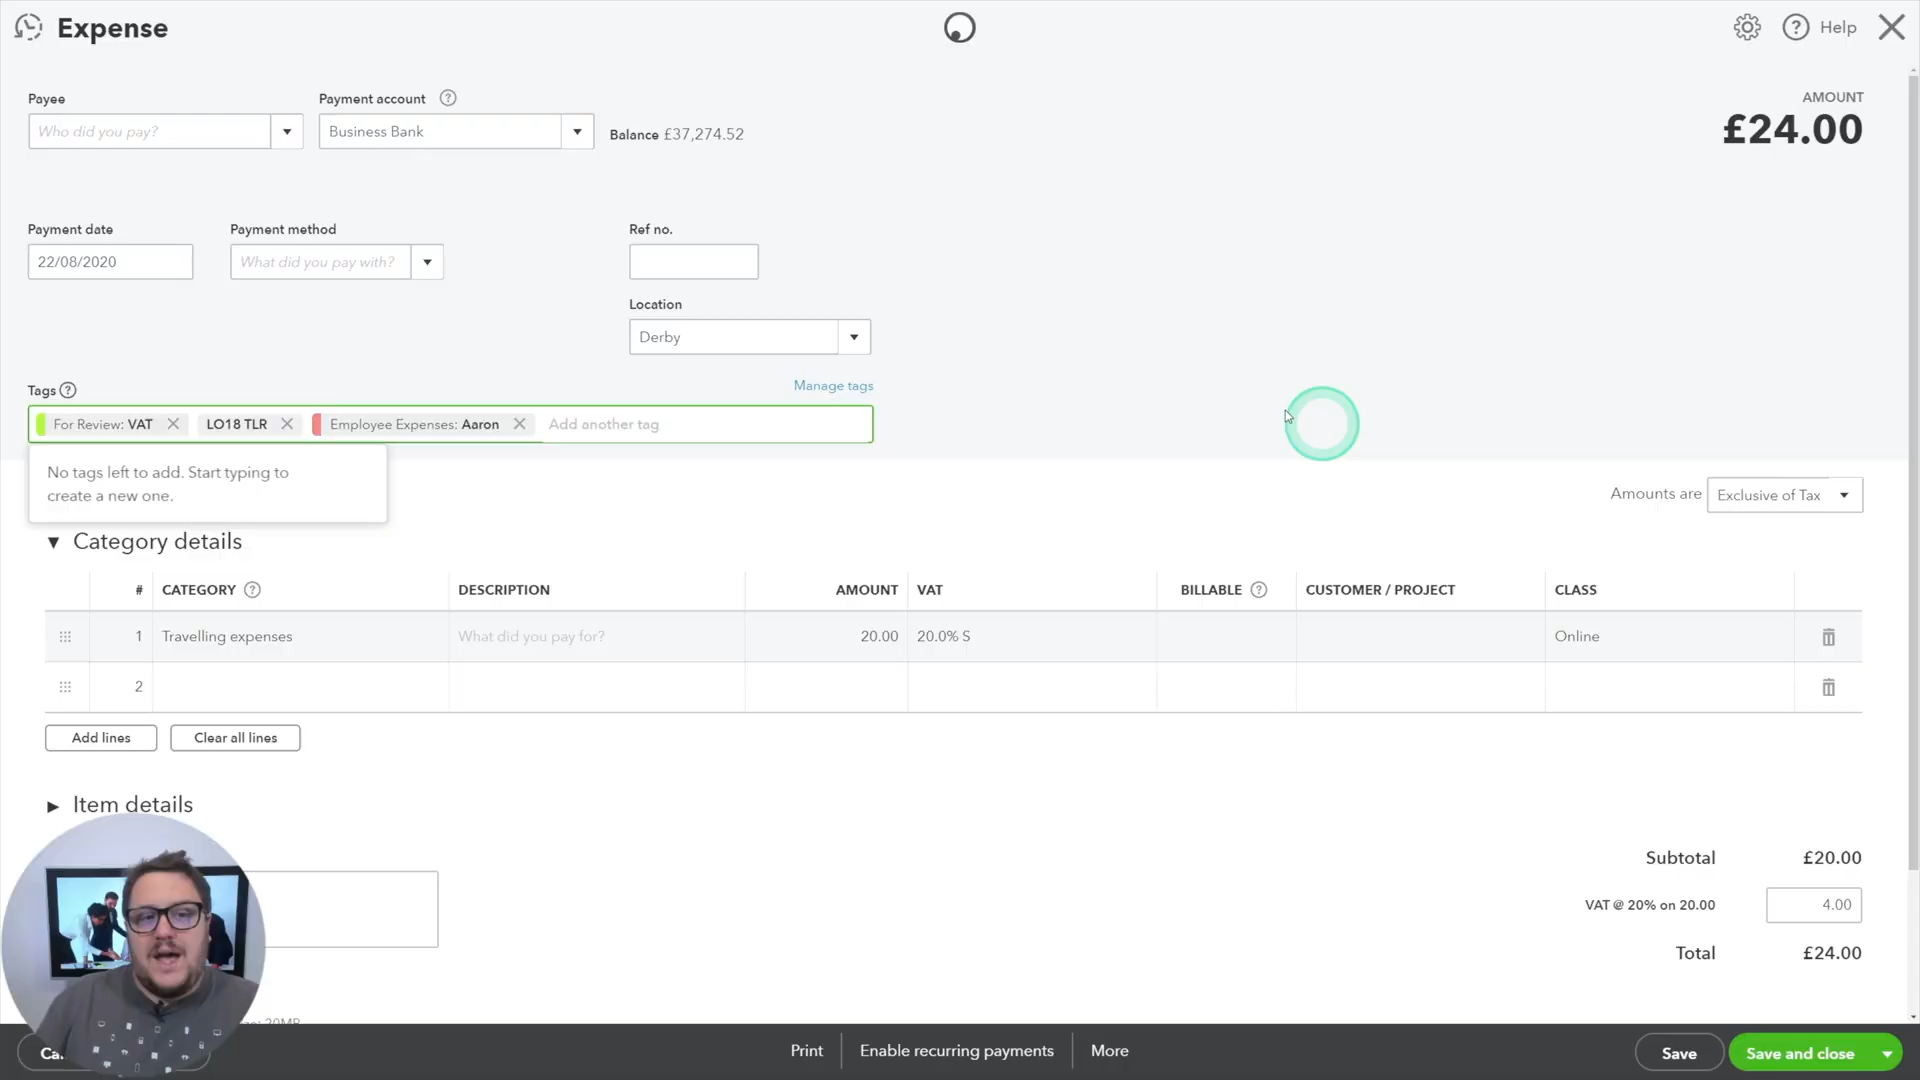 Expense
Help
Payee
Payment account
AMOUNT
Who did you pay?
Business Bank
Balance £37,274.52
£24.00
Payment date
Payment method
Ref no.
22/08/2020
What did you pay with?
Location
Derby
Tags
Manage tags
For Review: VAT
LO18 TLR
Employee Expenses: Aaron
Add another tag
No tags left to add. Start typing to
create a new one.
Amounts are
Exclusive of Tax
Category details
# CATEGORY DESCRIPTION AMOUNT VAT BILLABLE CUSTOMER / PROJECT CLASS
1 Travelling expenses What did you pay for? 20.00 20.0% S Online
2
Add lines
Clear all lines
Item details
Subtotal £20.00
VAT @ 20% on 20.00 4.00
Total £24.00
Print
Enable recurring payments
More
Save
Save and close